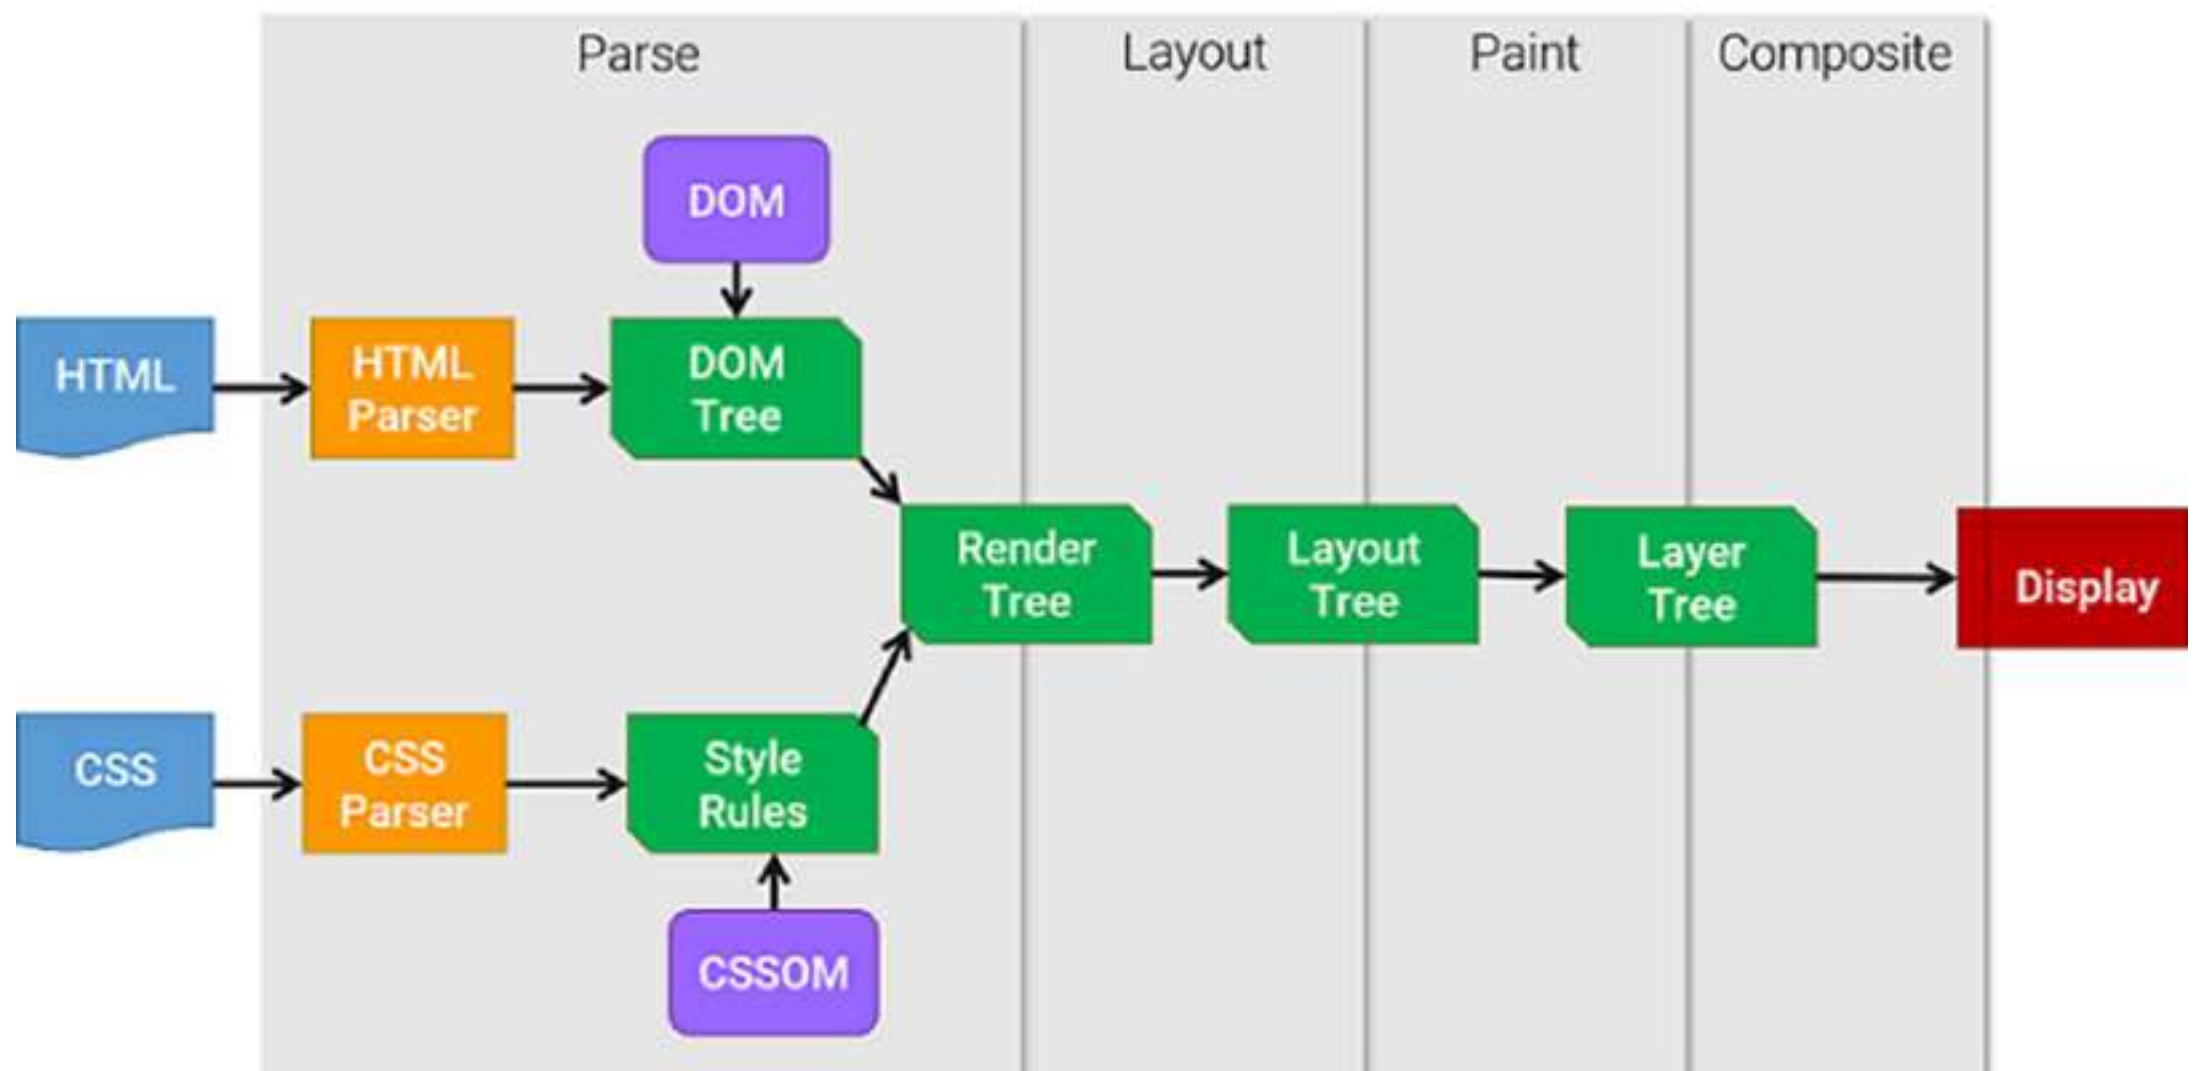 Parse
Layout
Paint
Composite
DOM
HTML
HTML
Parser
DOM
Tree
Render
Tree
Layout
Tree
Layer
Tree
Display
CSS
CSS
Parser
Style
Rules
CSSOM